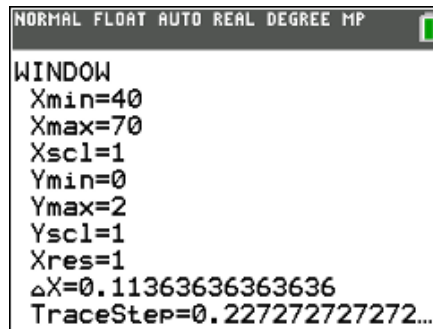 NORMAL FLOAT AUTO REAL DEGREE MP
WINDOW
Xmin=40
Xmax=70
Xscl=1
Ymin=0
Ymax=2
Yscl=1
Xres=1
△X=0.11363636363636
TraceStep=0.227272727272…